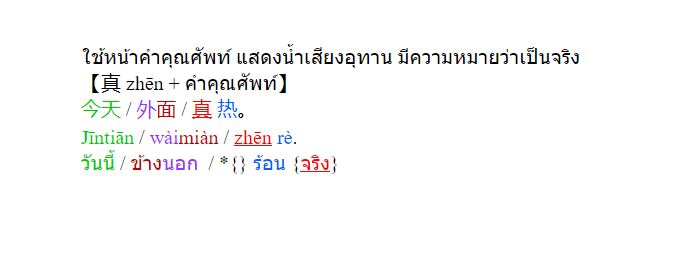 ใช้หน้าคำคุณศัพท์ แสดงน้ำเสียงอุทาน มีความหมายว่าเป็นจริง
【真 zhēn + คำคุณศัพท์】
今天 / 外面 / 真 热。
Jīntiān / wàimiàn / zhēn rè.
วันนี้ / ข้างนอก / *{} ร้อน {จริง}